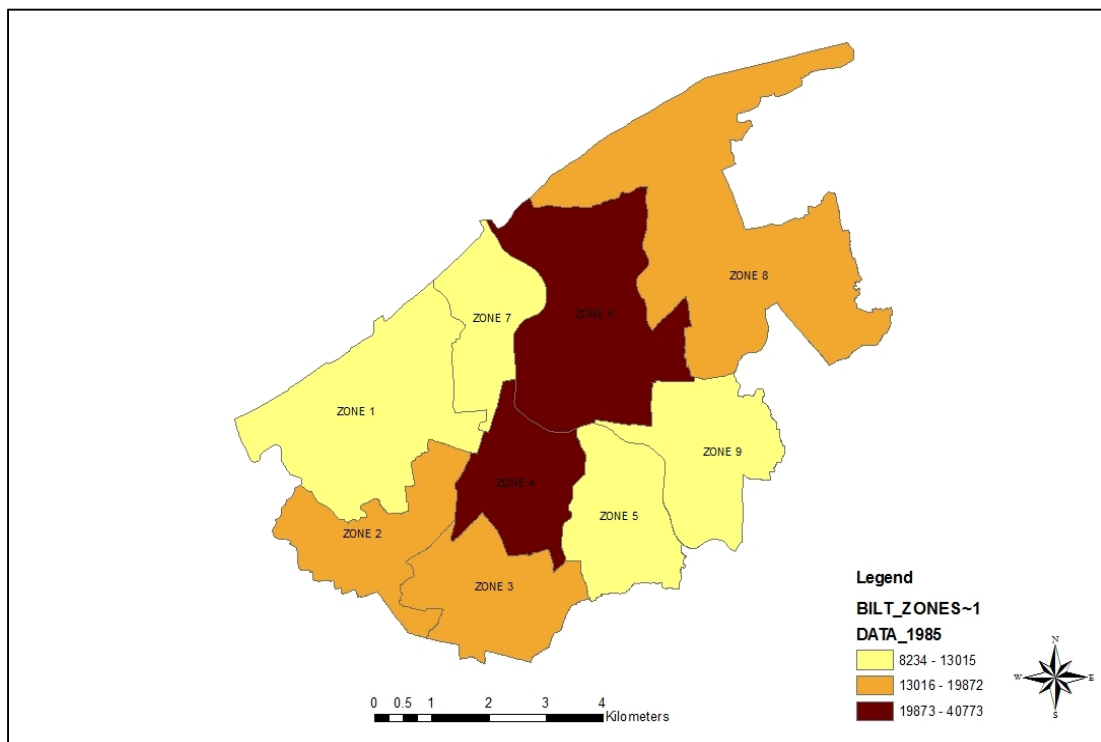 ZONE 8
ZONE 6
ZONE 7
ZONE 1
ZONE 9
ZONE 4
ZONE 5
ZONE 2
ZONE 3
Legend
BILT_ZONES~1
DATA_1985
8234 - 13015
13016 - 19872
19873 - 40773
N
W E
S
0 0.5 1 2 3 4
Kilometers